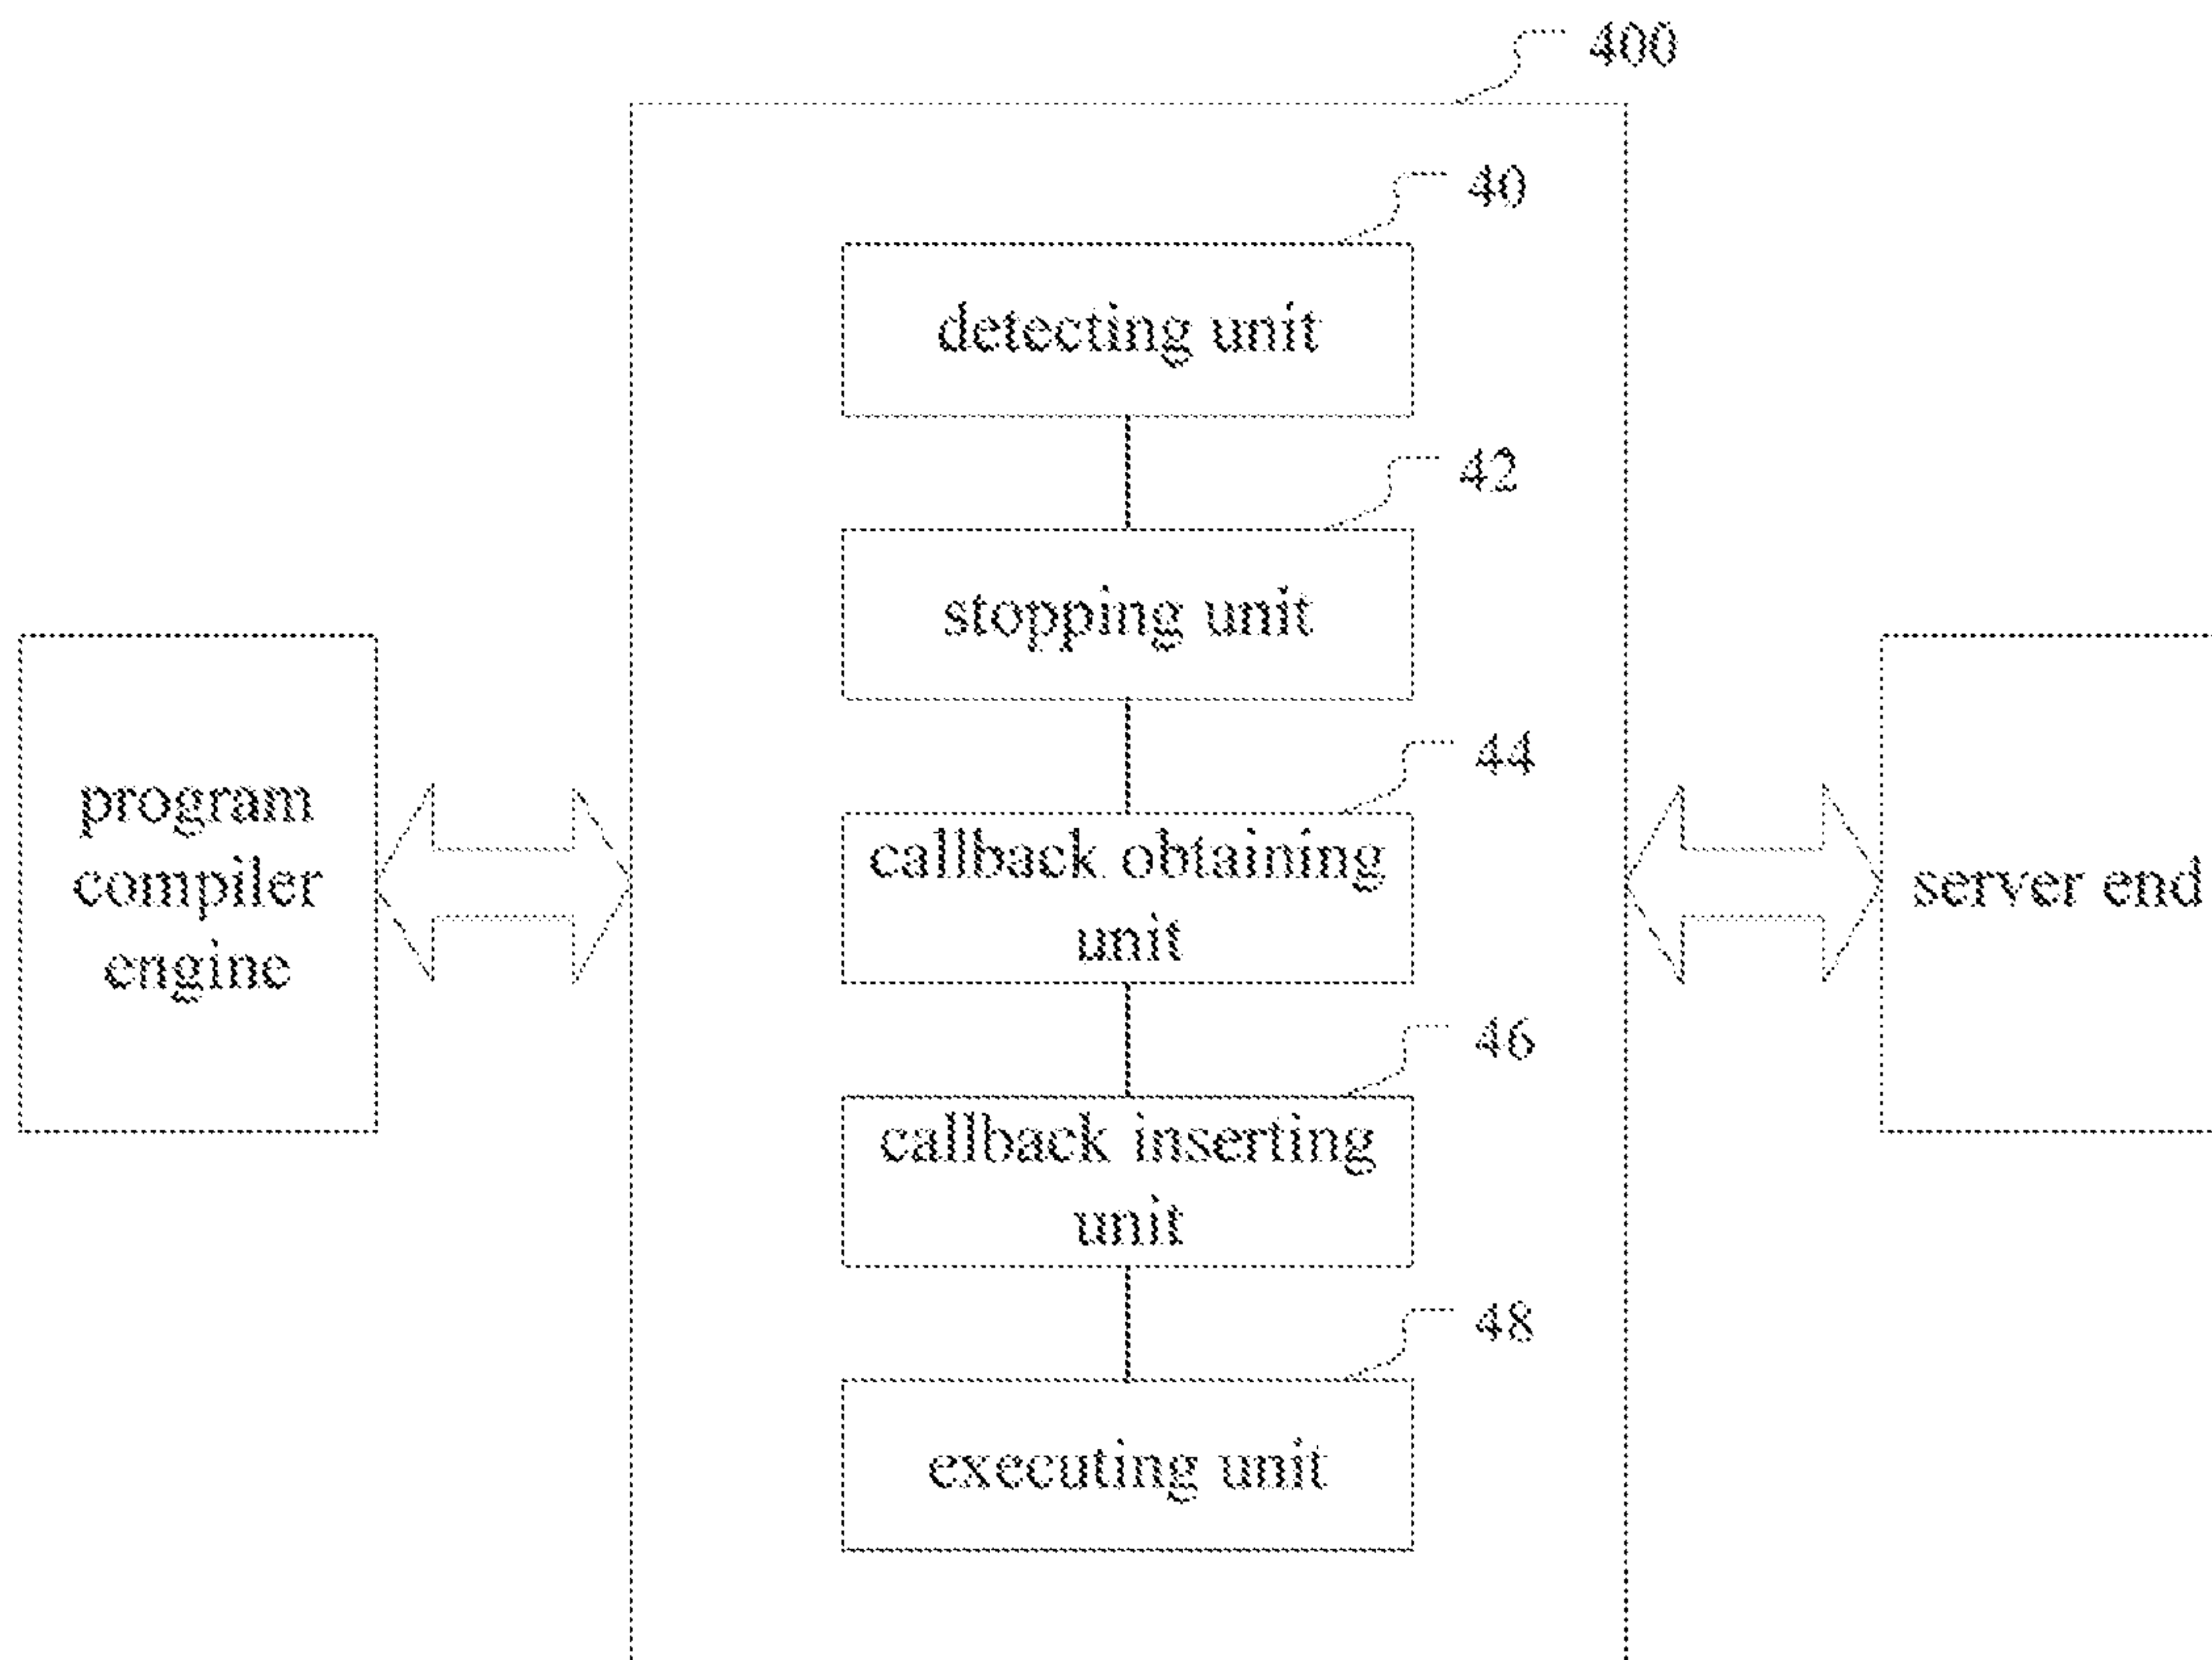 400
40
detecting unit
42
stopping unit
44
callback obtaining
unit
46
callback inserting
unit
48
executing unit
program
compiler
engine
server end